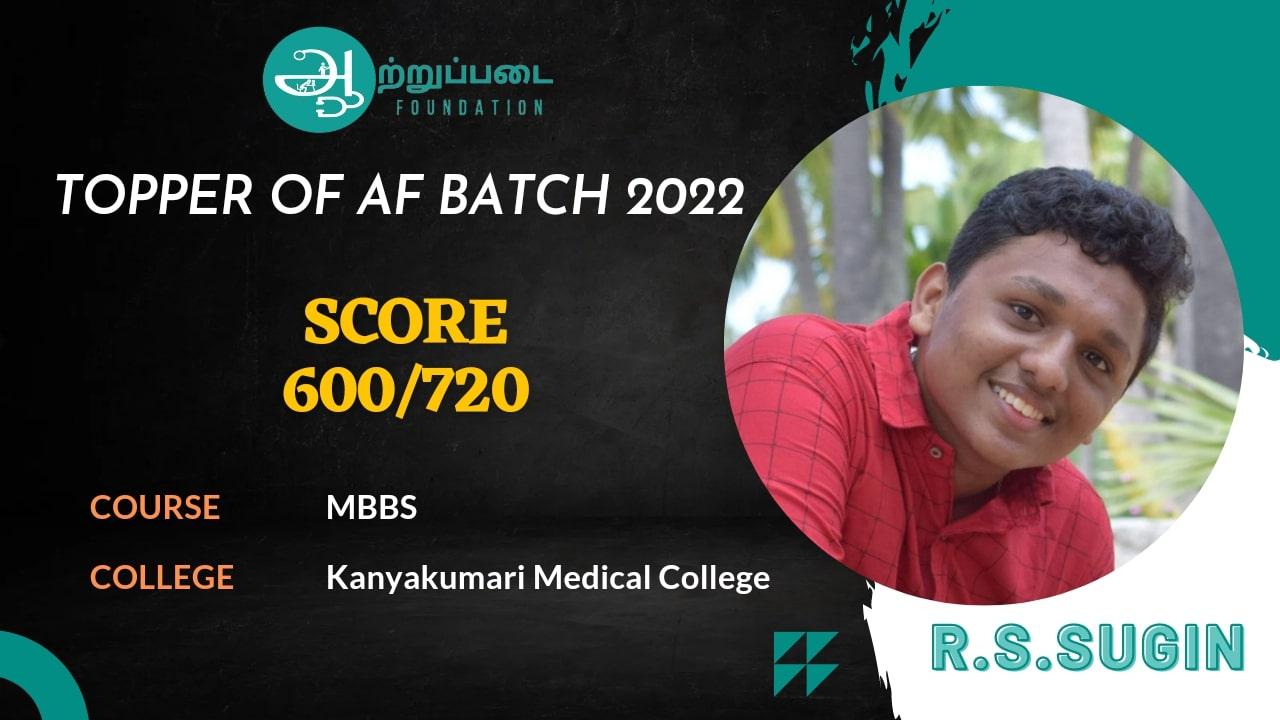 ஆற்றுப்படை
FOUNDATION
TOPPER OF AF BATCH 2022
SCORE
600/720
COURSE MBBS
COLLEGE Kanyakumari Medical College
R.S.SUGIN